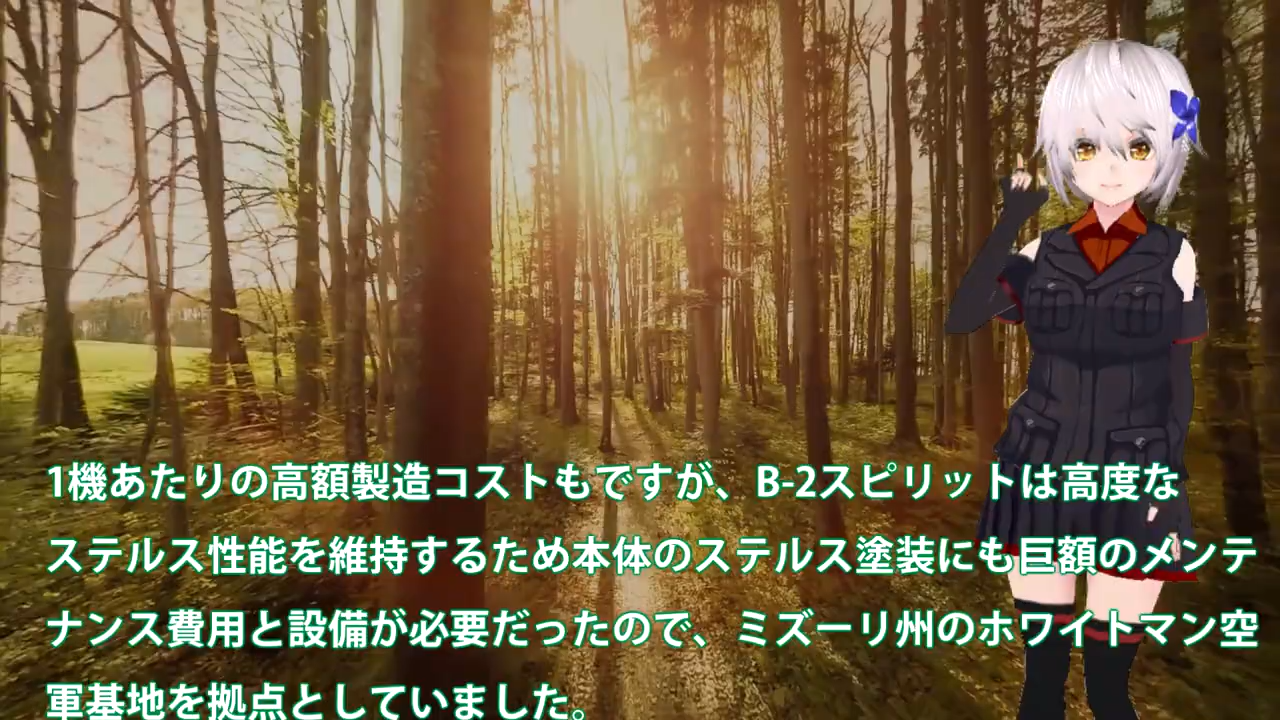 1機あたりの高額製造コストもですが、B-2スピリットは高度な
ステルス性能を維持するため本体のステルス塗装にも巨額のメンテ
ナンス費用と設備が必要だったので、ミズーリ州のホワイトマン空
軍基地を拠点としていました。